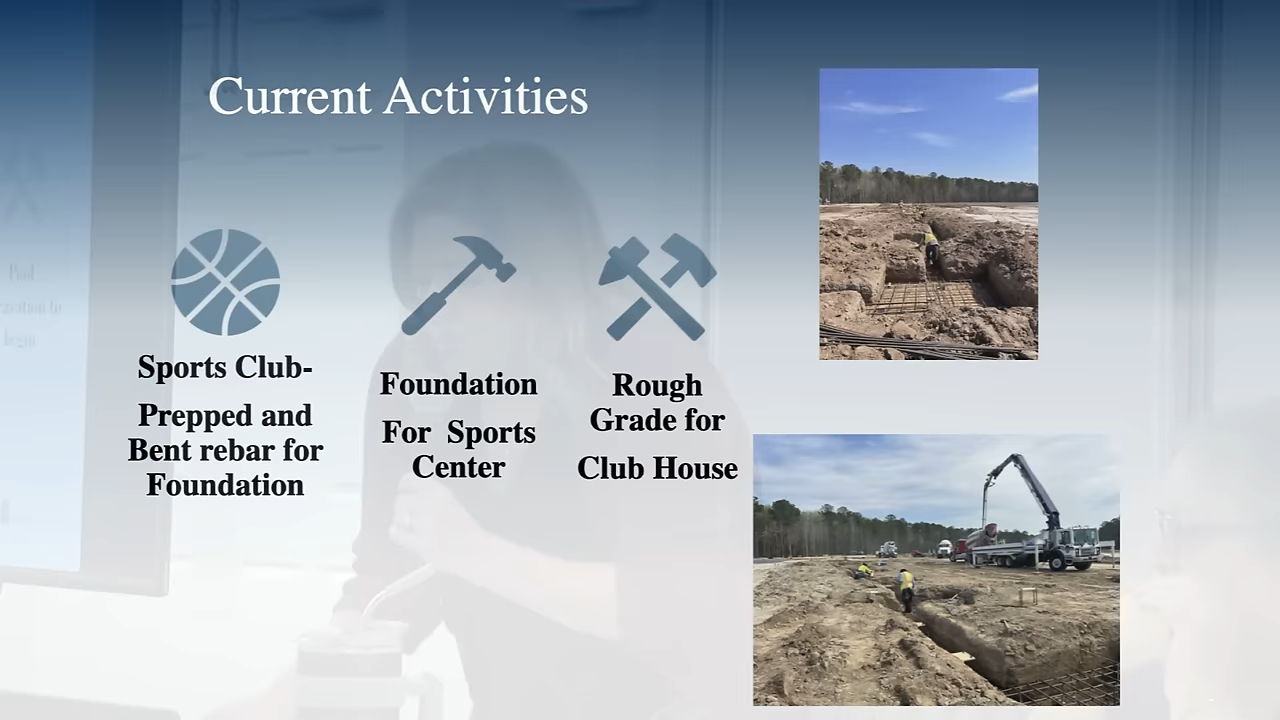 Current Activities
Sports Club-
Prepped and
Bent rebar for
Foundation
Foundation
For Sports
Center
Rough
Grade for
Club House
begin